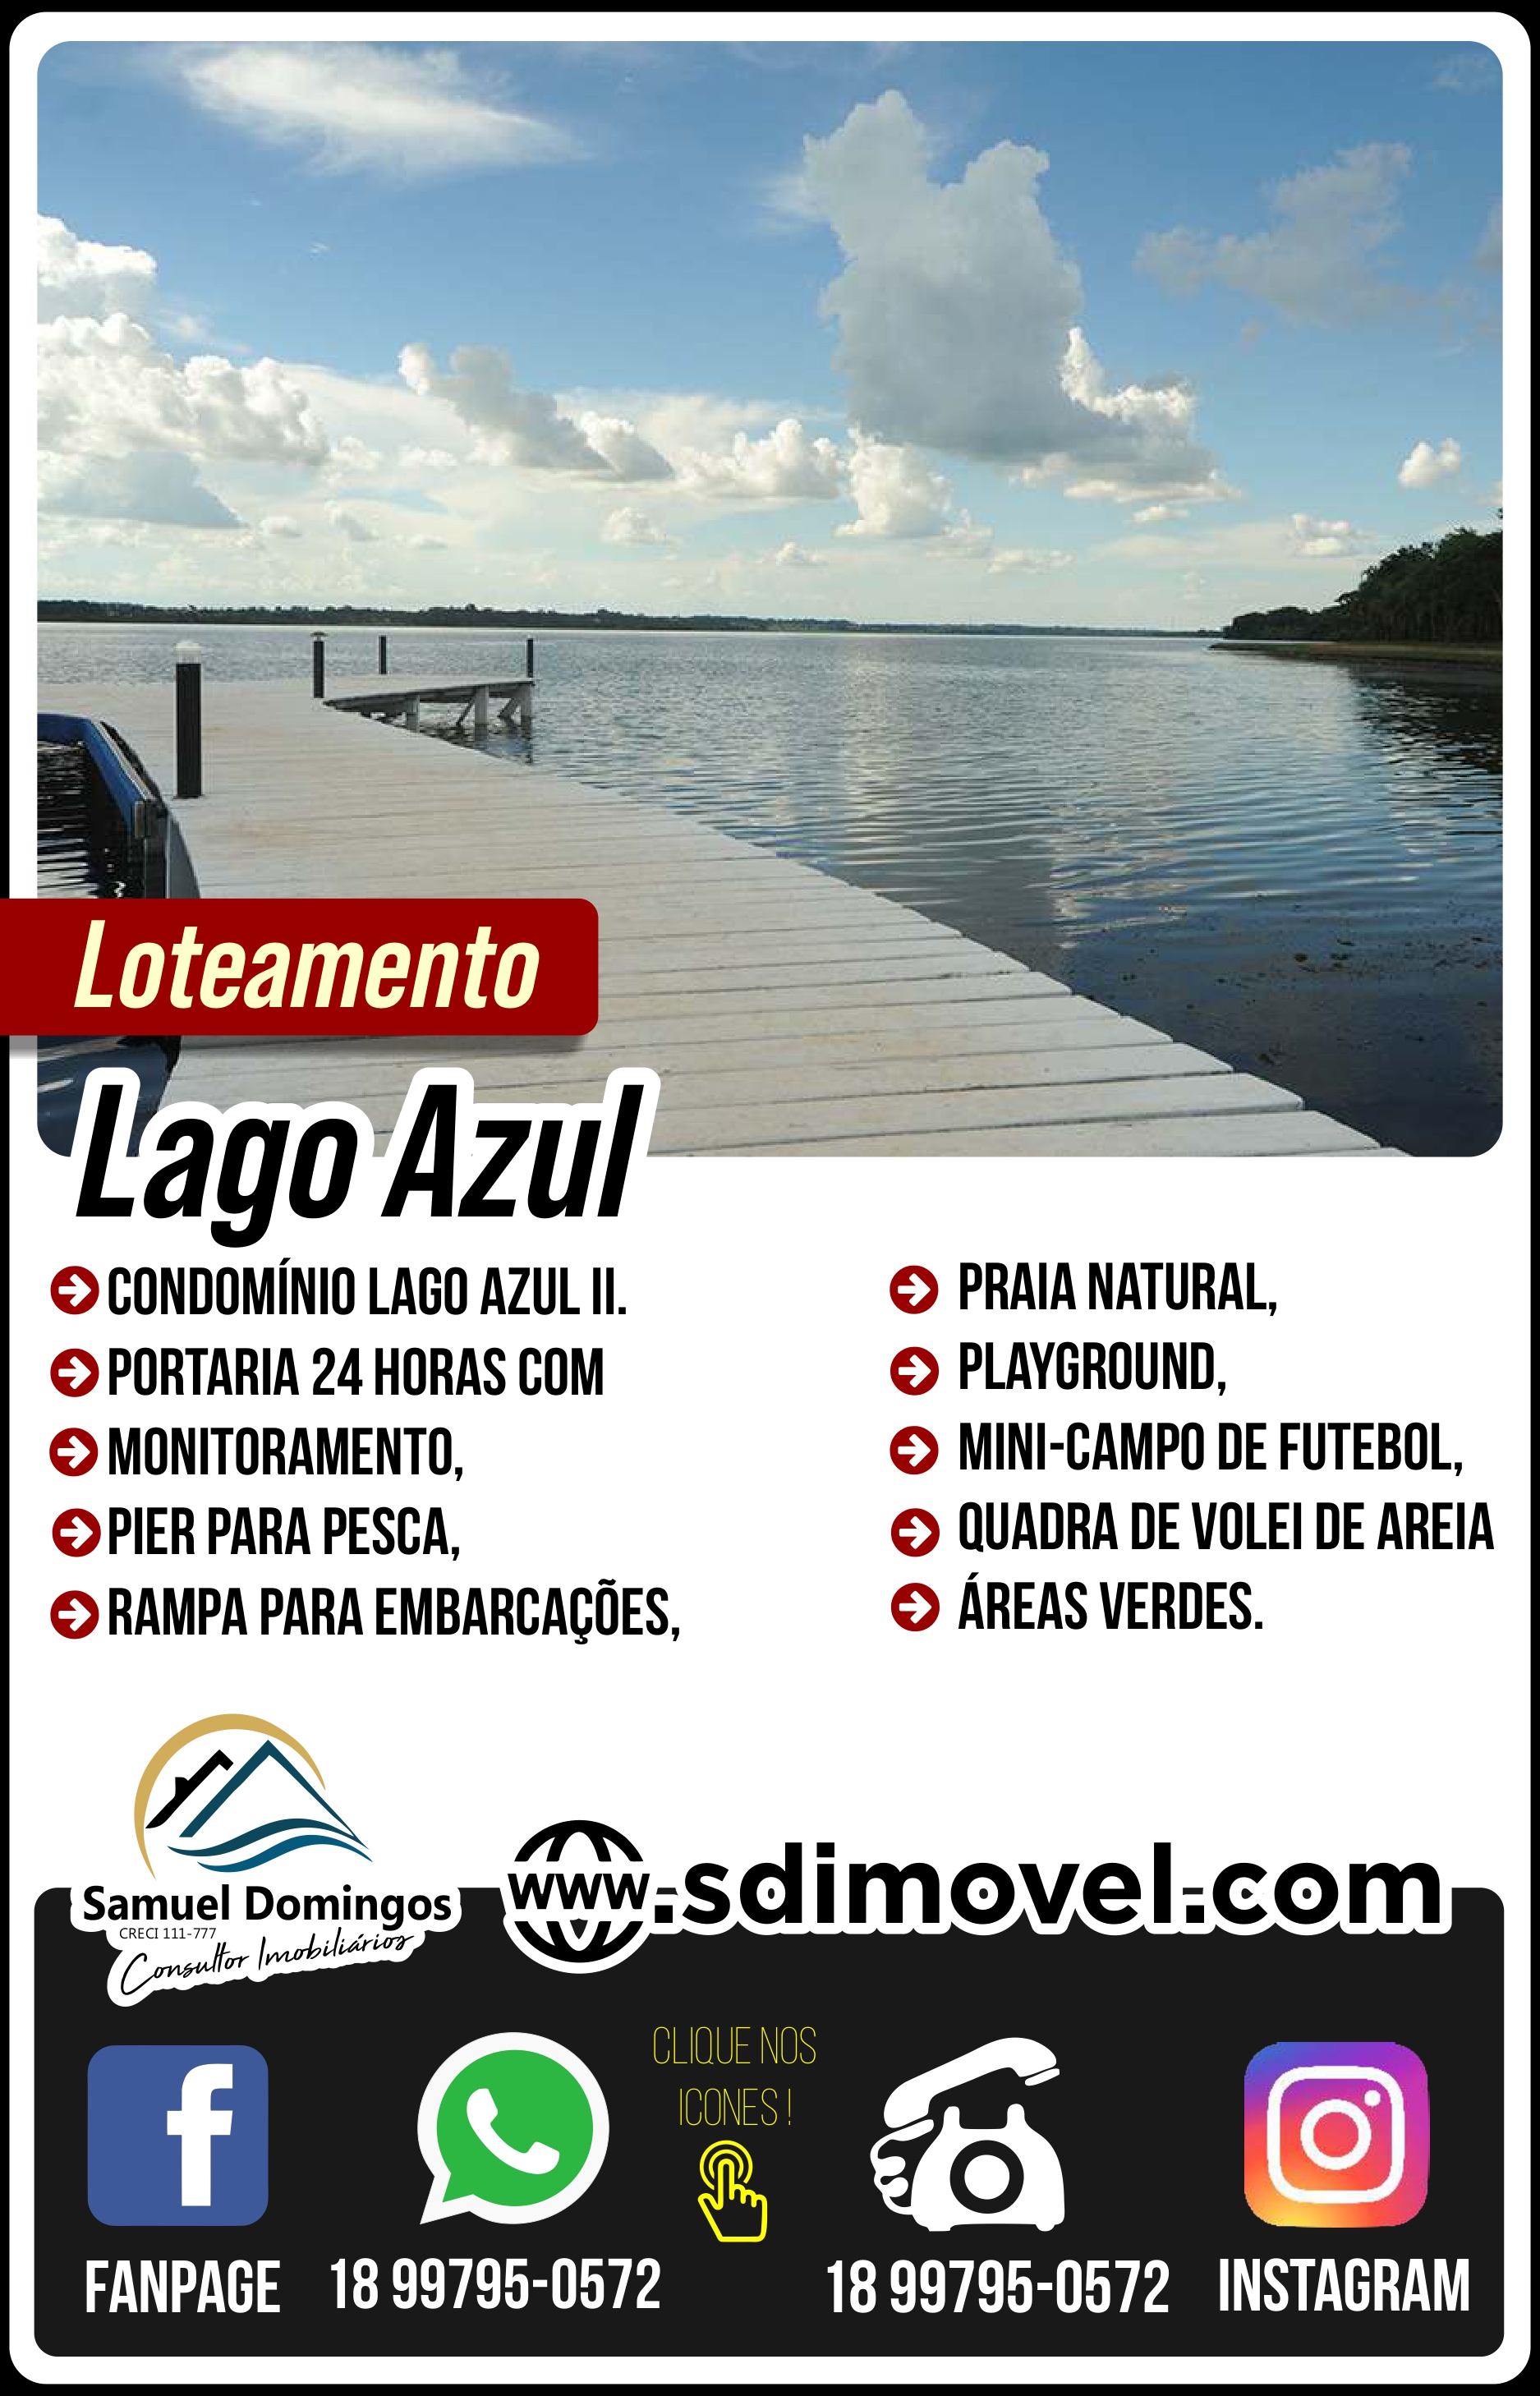 Loteamento
Lago Azul
CONDOMÍNIO LAGO AZUL II.
PORTARIA 24 HORAS COM
MONITORAMENTO,
PIER PARA PESCA,
RAMPA PARA EMBARCAÇÕES,
PRAIA NATURAL,
PLAYGROUND,
MINI-CAMPO DE FUTEBOL,
QUADRA DE VOLEI DE AREIA
ÁREAS VERDES.
Samuel Domingos
CRECI 111-777
Consultor Imobiliários
www.sdimovel.com
CLIQUE NOS
ICONES !
FANPAGE
18 99795-0572
18 99795-0572
INSTAGRAM